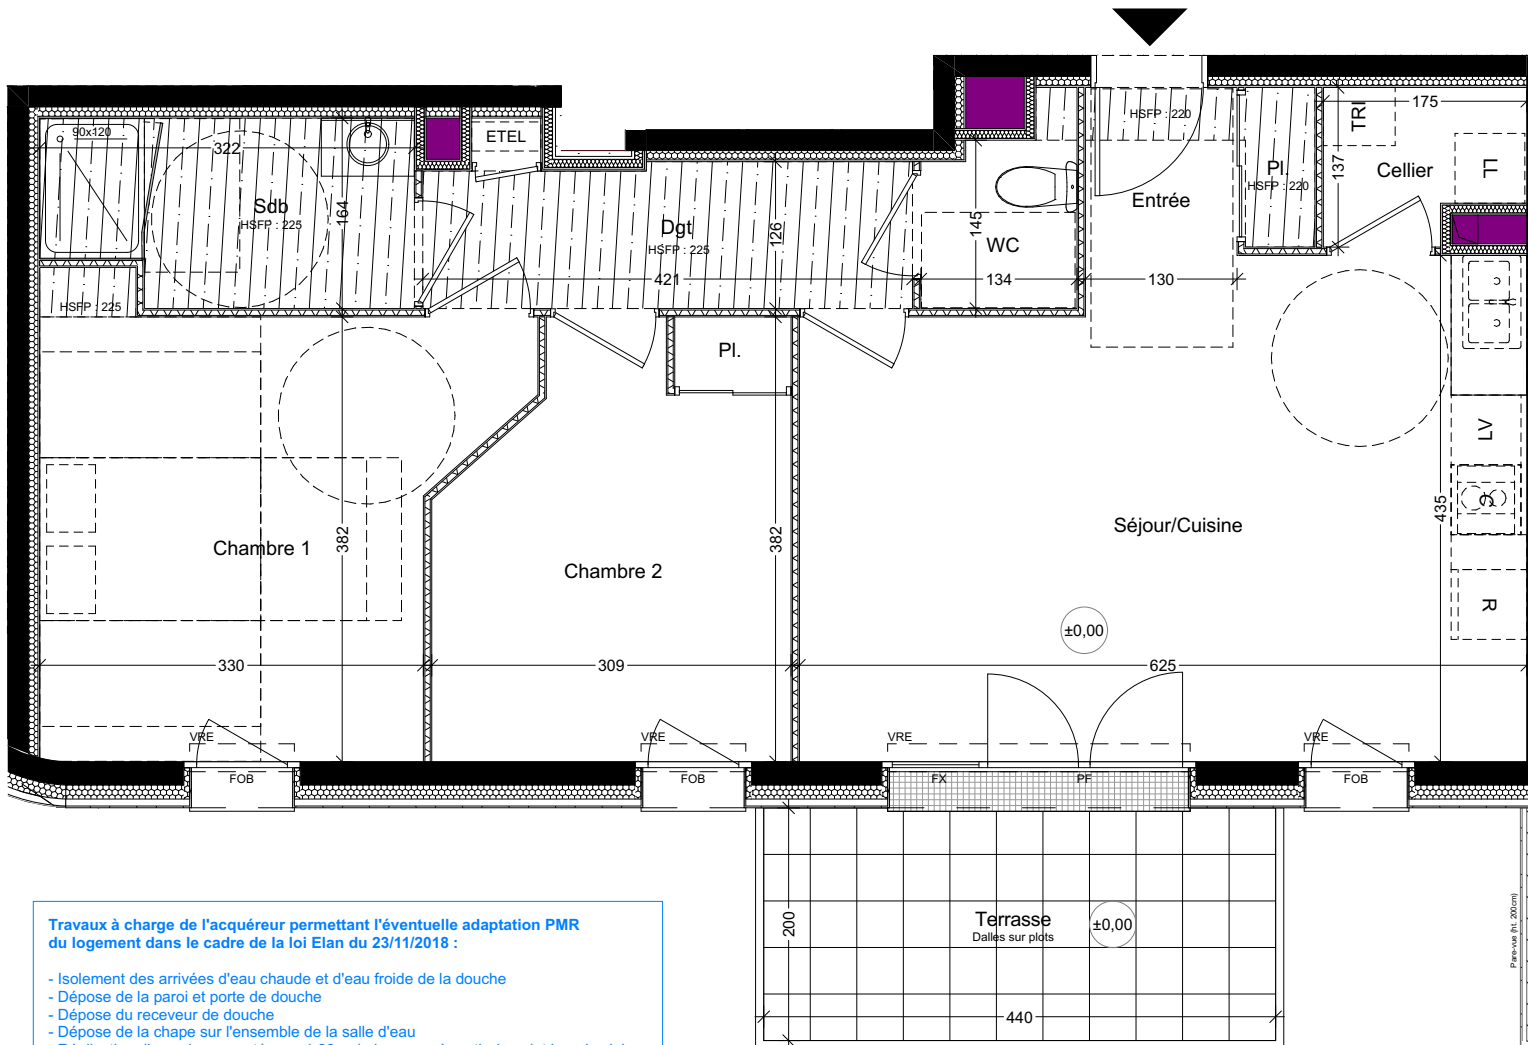 90x120
322
Sdb
HSFP : 225
164
HSFP : 225
ETEL
Dgt
HSFP : 225
126
421
145
WC
134
HSFP : 220
Entrée
130
Pl.
HSFP : 220
TRI
137
175
Cellier
LL
Pl.
LV
R
435
Chambre 1
382
Chambre 2
382
Séjour/Cuisine
±0,00
330
309
625
VRE
FOB
VRE
FOB
VRE
FX
PF
VRE
FOB
200
Terrasse
Dalles sur plots
±0,00
440
Pare-vue (ht. 200cm)
Travaux à charge de l'acquéreur permettant l'éventuelle adaptation PMR
du logement dans le cadre de la loi Elan du 23/11/2018 :
- Isolement des arrivées d'eau chaude et d'eau froide de la douche
- Dépose de la paroi et porte de douche
- Dépose du receveur de douche
- Dépose de la chape sur l'ensemble de la salle d'eau